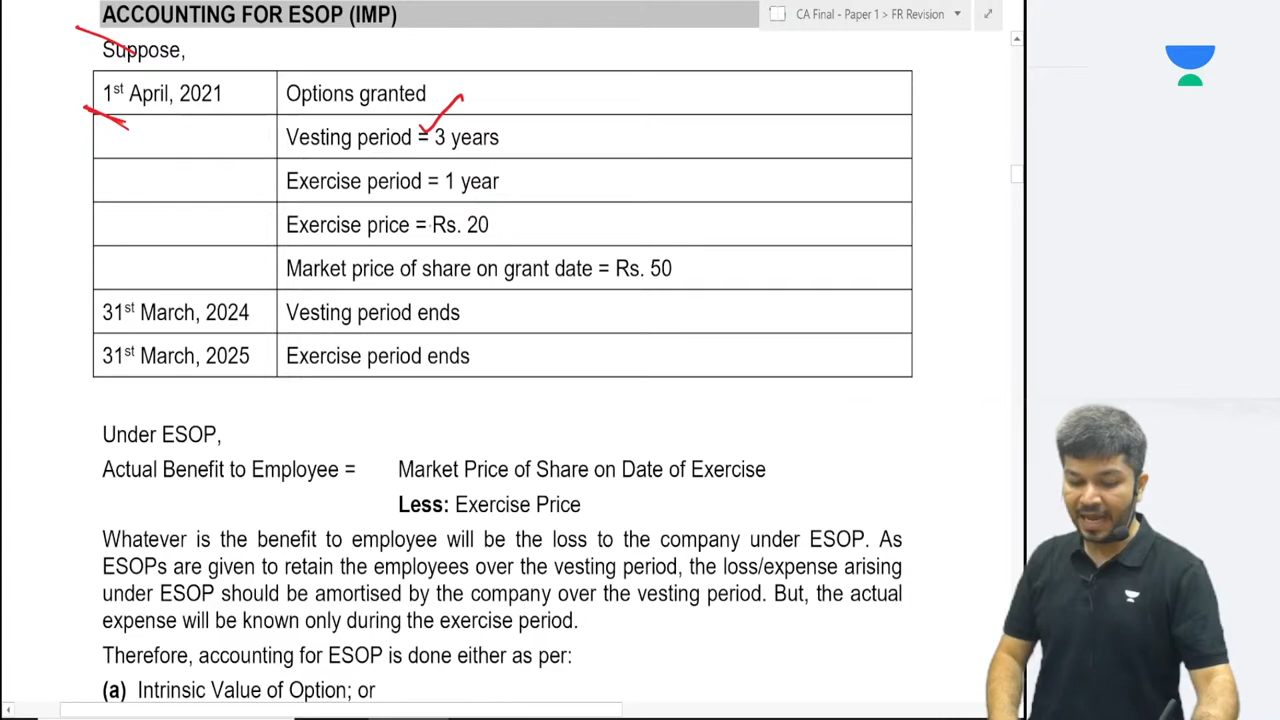 ACCOUNTING FOR ESOP (IMP)
CA Final - Paper 1 > FR Revision
Suppose,
1st April, 2021 Options granted
Vesting period = 3 years
Exercise period = 1 year
Exercise price = Rs. 20
Market price of share on grant date = Rs. 50
31st March, 2024 Vesting period ends
31st March, 2025 Exercise period ends
Under ESOP,
Actual Benefit to Employee = Market Price of Share on Date of Exercise
Less: Exercise Price
Whatever is the benefit to employee will be the loss to the company under ESOP. As
ESOPs are given to retain the employees over the vesting period, the loss/expense arising
under ESOP should be amortised by the company over the vesting period. But, the actual
expense will be known only during the exercise period.
Therefore, accounting for ESOP is done either as per:
(a) Intrinsic Value of Option; or